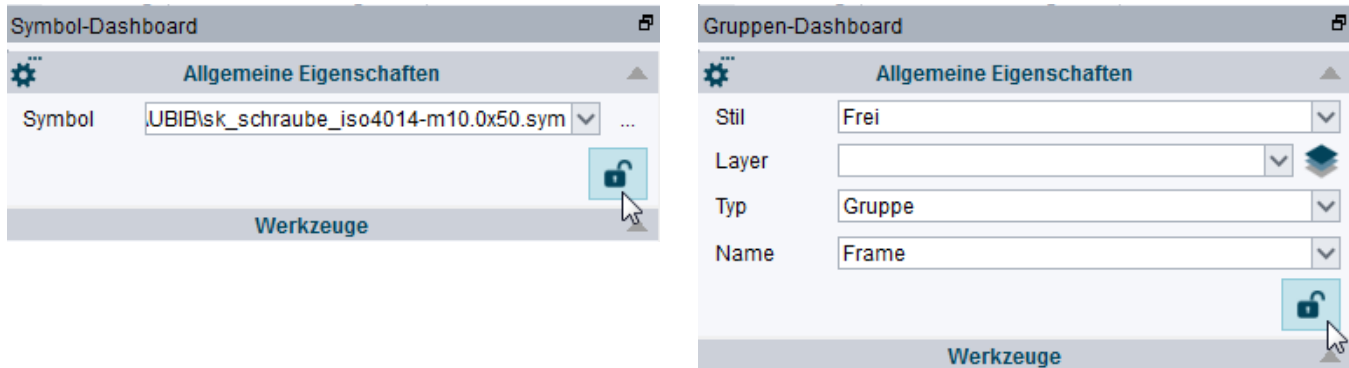 Symbol-Dashboard
Allgemeine Eigenschaften
Symbol \UBIB\sk_schraube_iso4014-m10.0x50.sym ...
Werkzeuge
Gruppen-Dashboard
Allgemeine Eigenschaften
Stil Frei
Layer
Typ Gruppe
Name Frame
Werkzeuge